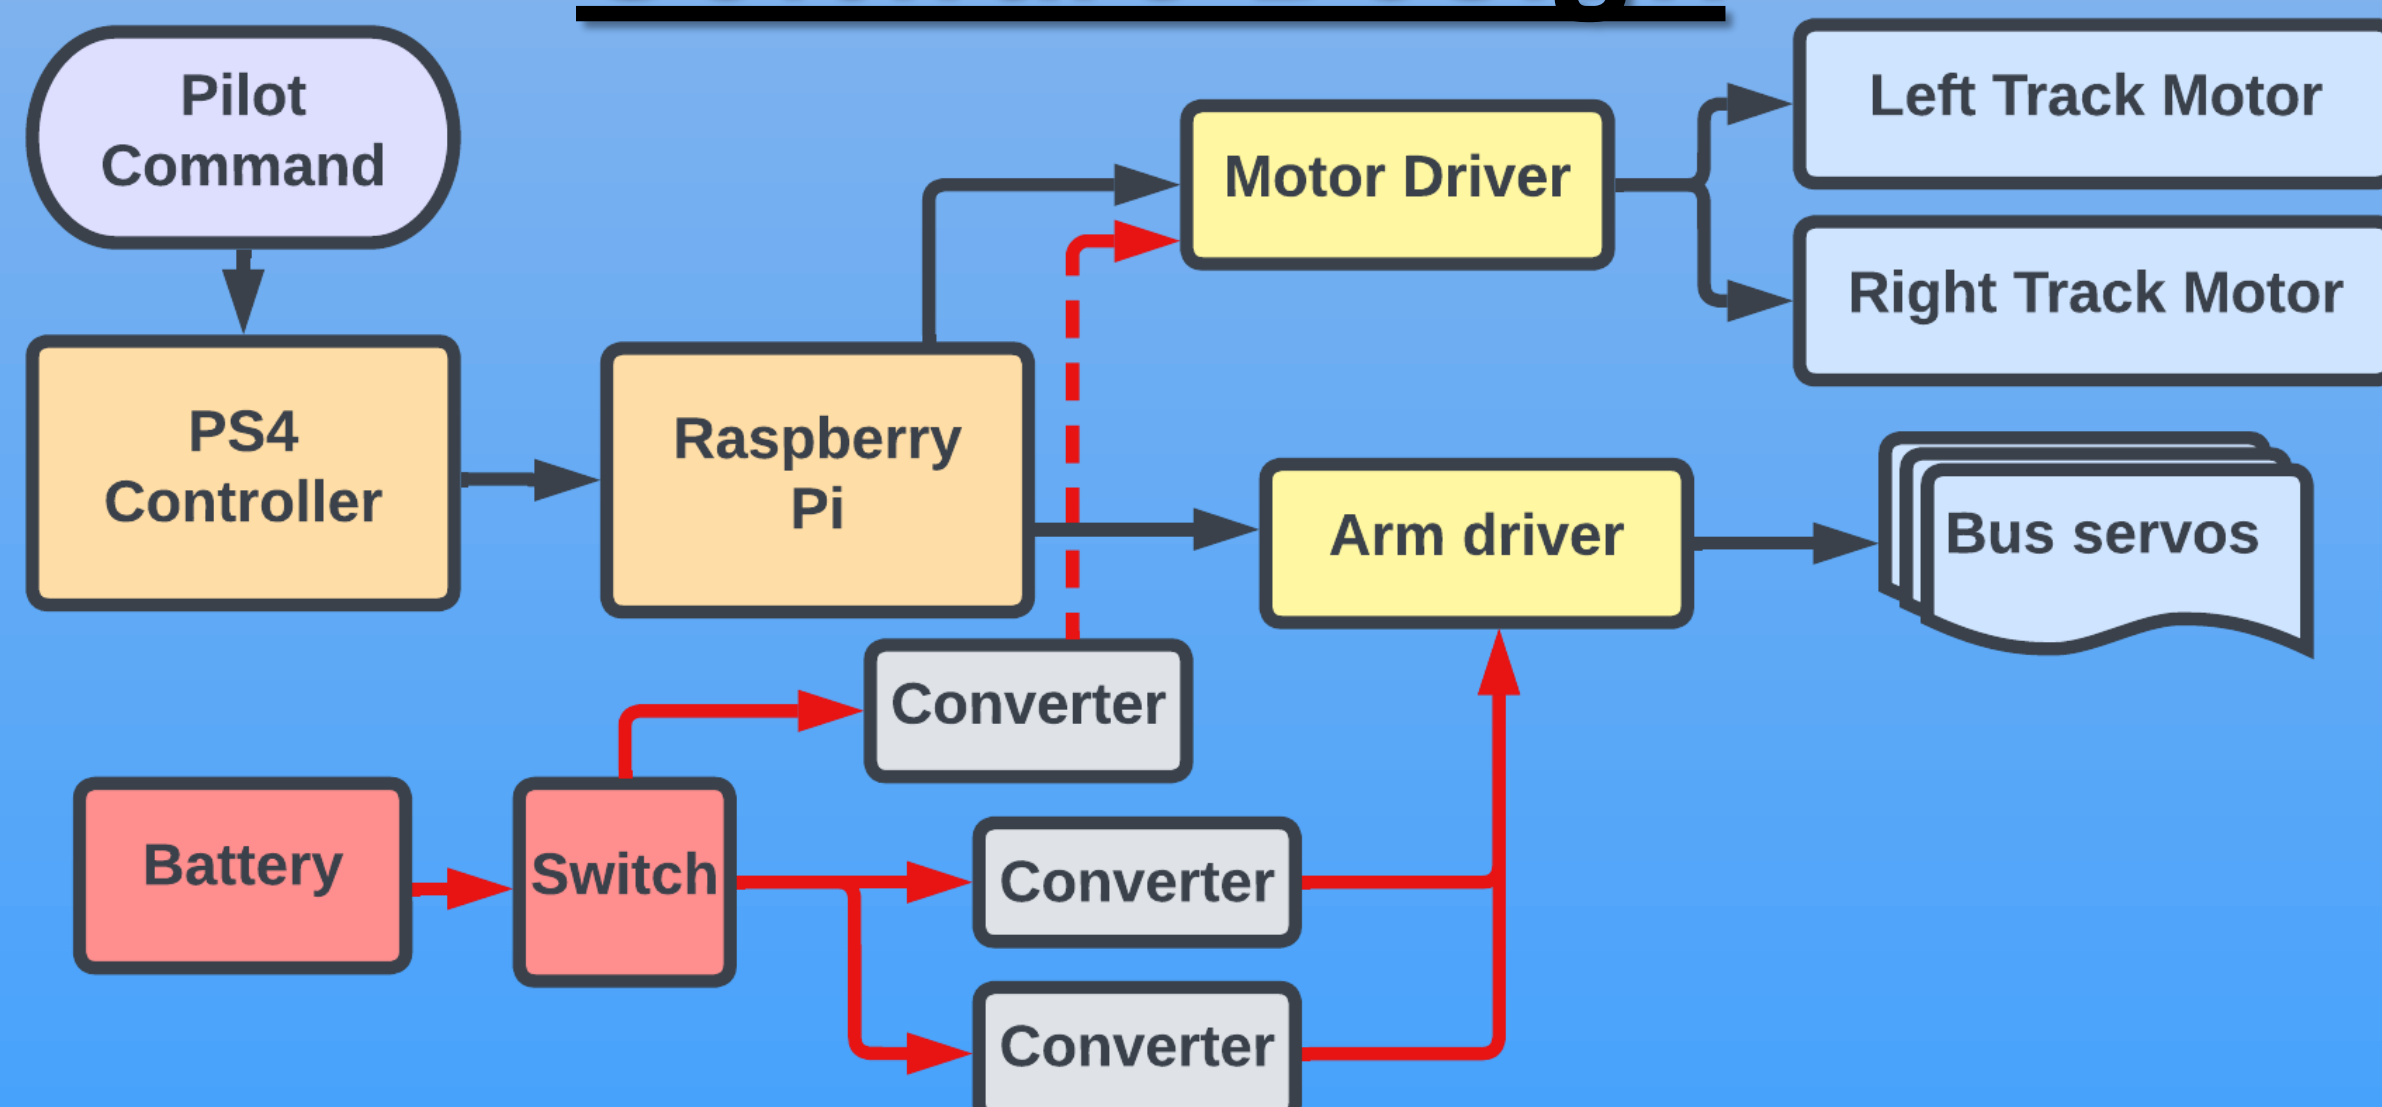 Pilot
Command
Left Track Motor
Motor Driver
Right Track Motor
PS4
Controller
Raspberry
Pi
Arm driver
Bus servos
Converter
Battery
Switch
Converter
Converter